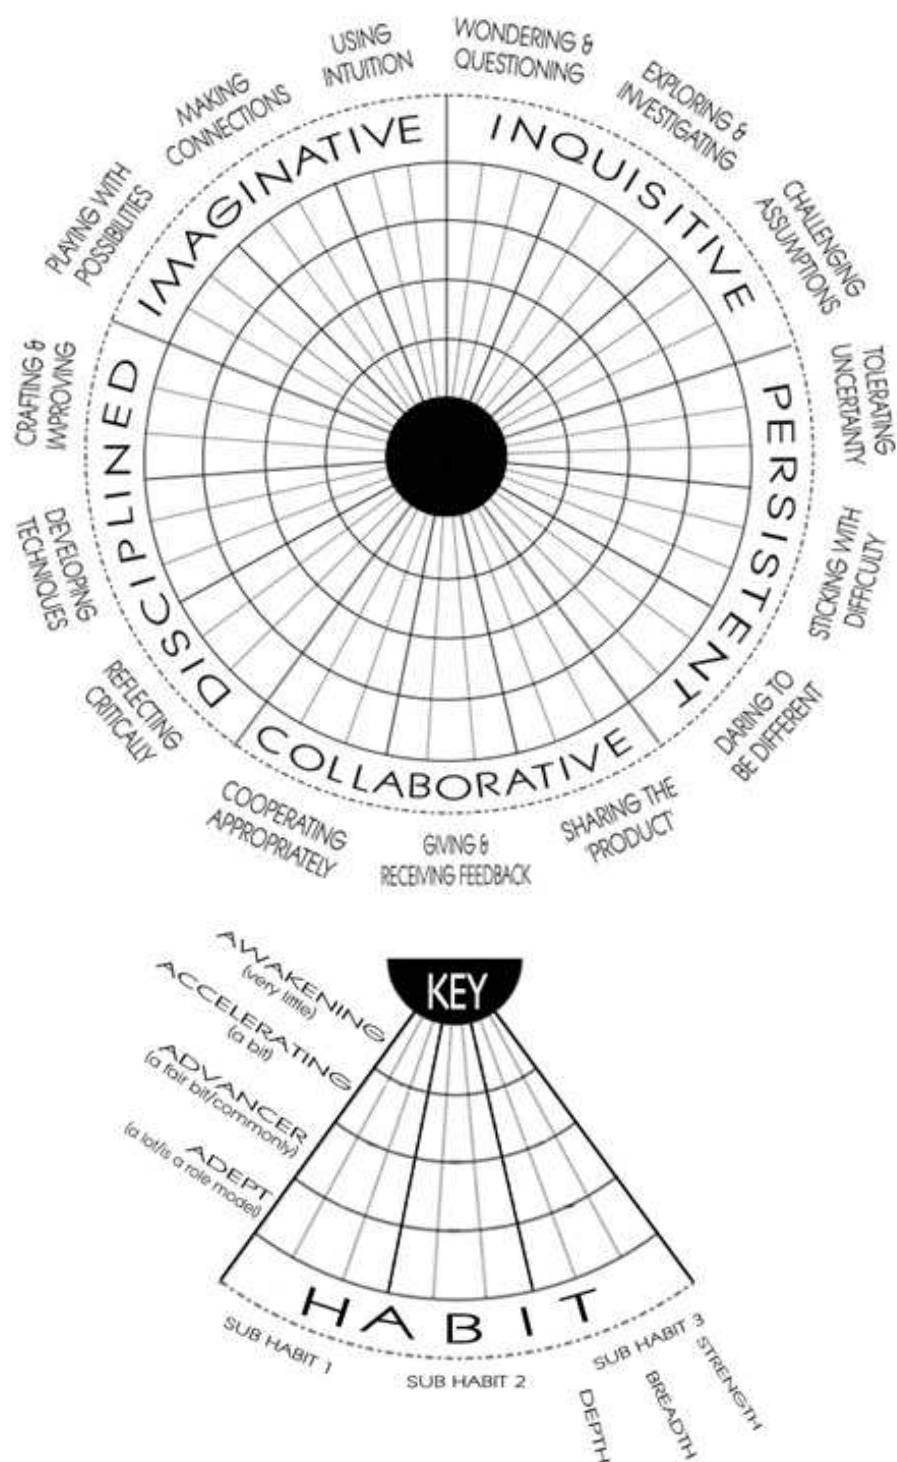 USING
INTUITION
WONDERING &
QUESTIONING
MAKING
CONNECTIONS
EXPLORING &
INVESTIGATING
PLAYING WITH
POSSIBILITIES
CHALLENGING
ASSUMPTIONS
CRAFTING &
IMPROVING
TOLERATING
UNCERTAINTY
DEVELOPING
TECHNIQUES
STICKING WITH
DIFFICULTY
REFLECTING
CRITICALLY
DARING TO
BE DIFFERENT
COOPERATING
APPROPRIATELY
GIVING &
RECEIVING FEEDBACK
SHARING THE
'PRODUCT
IMAGINATIVE
INQUISITIVE
DISCIPLINED
PERSISTENT
COLLABORATIVE
KEY
AWAKENING
(very little)
ACCELERATING
(a bit)
ADVANCER
(a fair bit/commonly)
ADEPT
(a lot/is a role model)
HABIT
SUB HABIT 1
SUB HABIT 2
SUB HABIT 3
DEPTH
BREADTH
STRENGTH